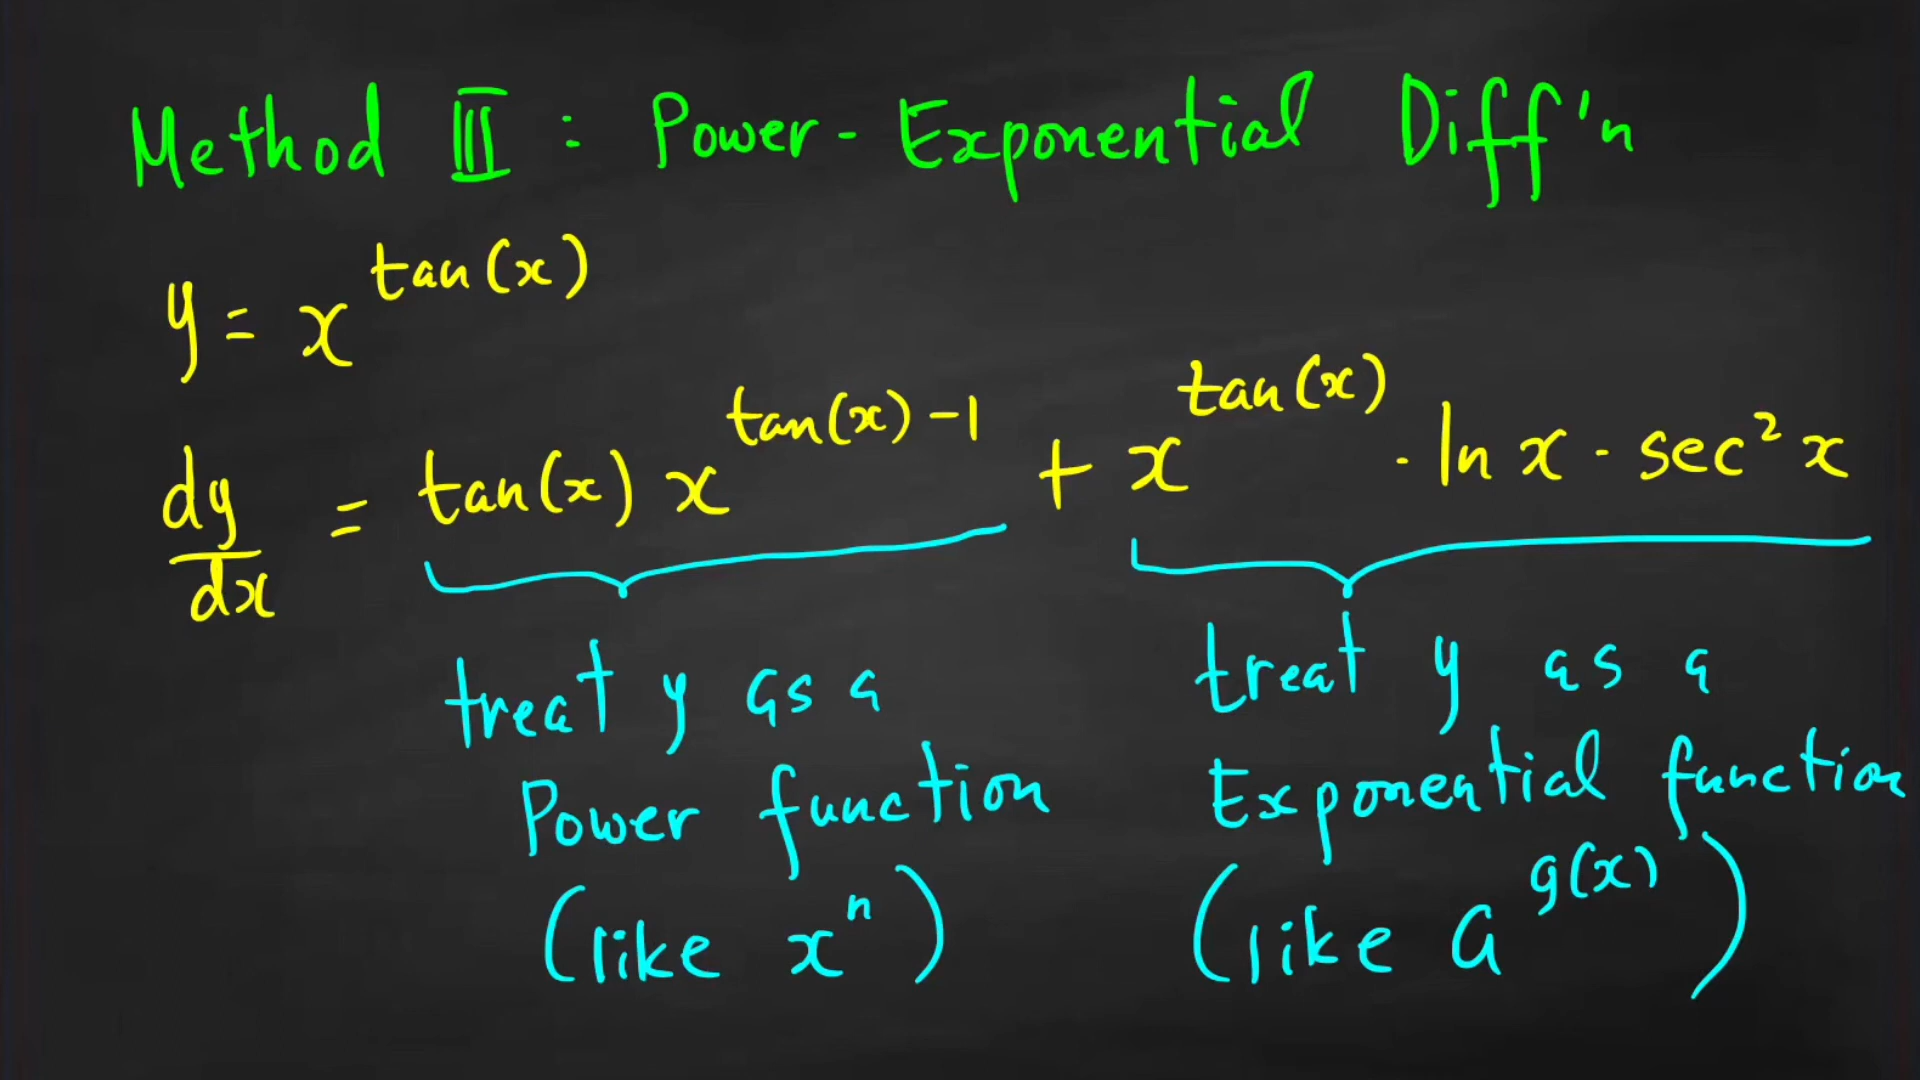 Method III : Power-Exponential Diff'n
y = x^tan(x)
dy/dx = tan(x) x^tan(x)-1 + x^tan(x) · ln x · sec² x
treat y as a treat y as a
Power function Exponential function
(like xⁿ) (like a^g(x))